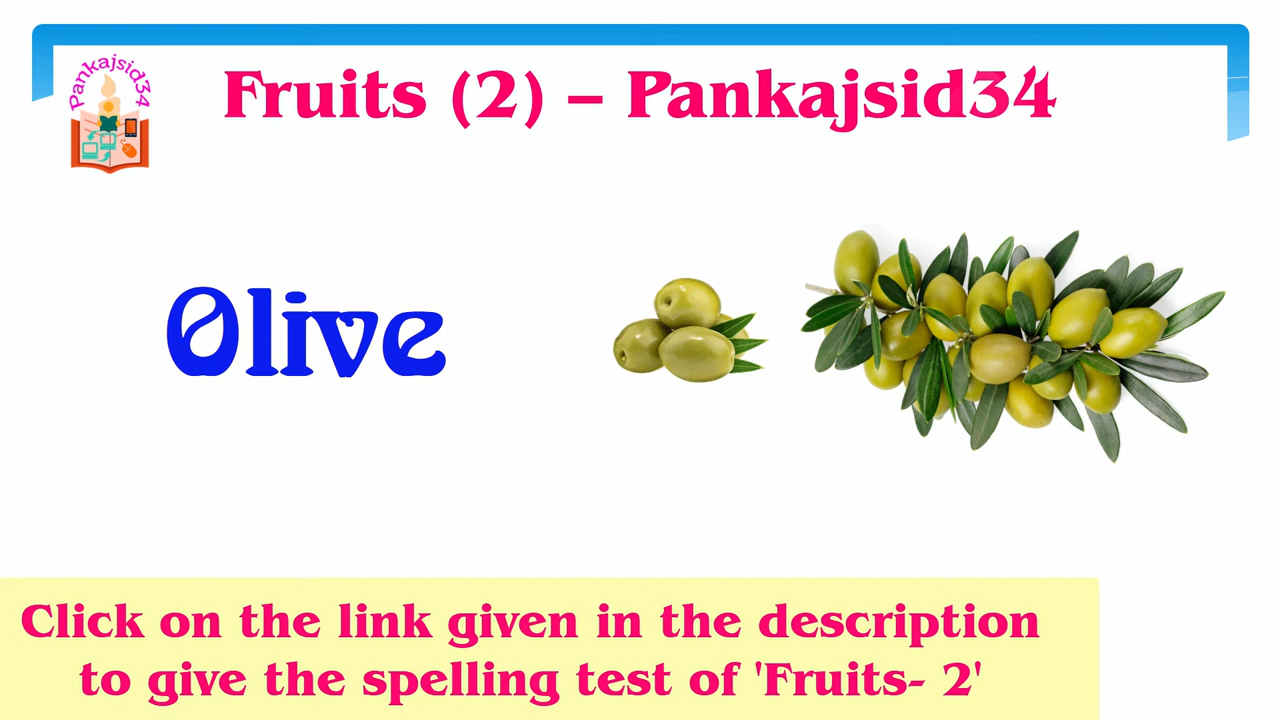 Pankajsid34
Fruits (2) – Pankajsid34
Olive
Click on the link given in the description
to give the spelling test of 'Fruits- 2'